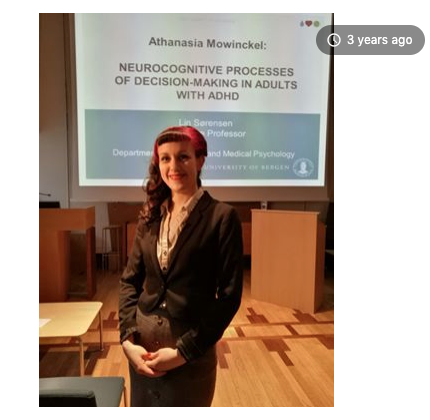 3 years ago
Athanasia Mowinckel:
NEUROCOGNITIVE PROCESSES
OF DECISION-MAKING IN ADULTS
WITH ADHD
Lin Sørensen
Professor
Department and Medical Psychology
UNIVERSITY OF BERGEN